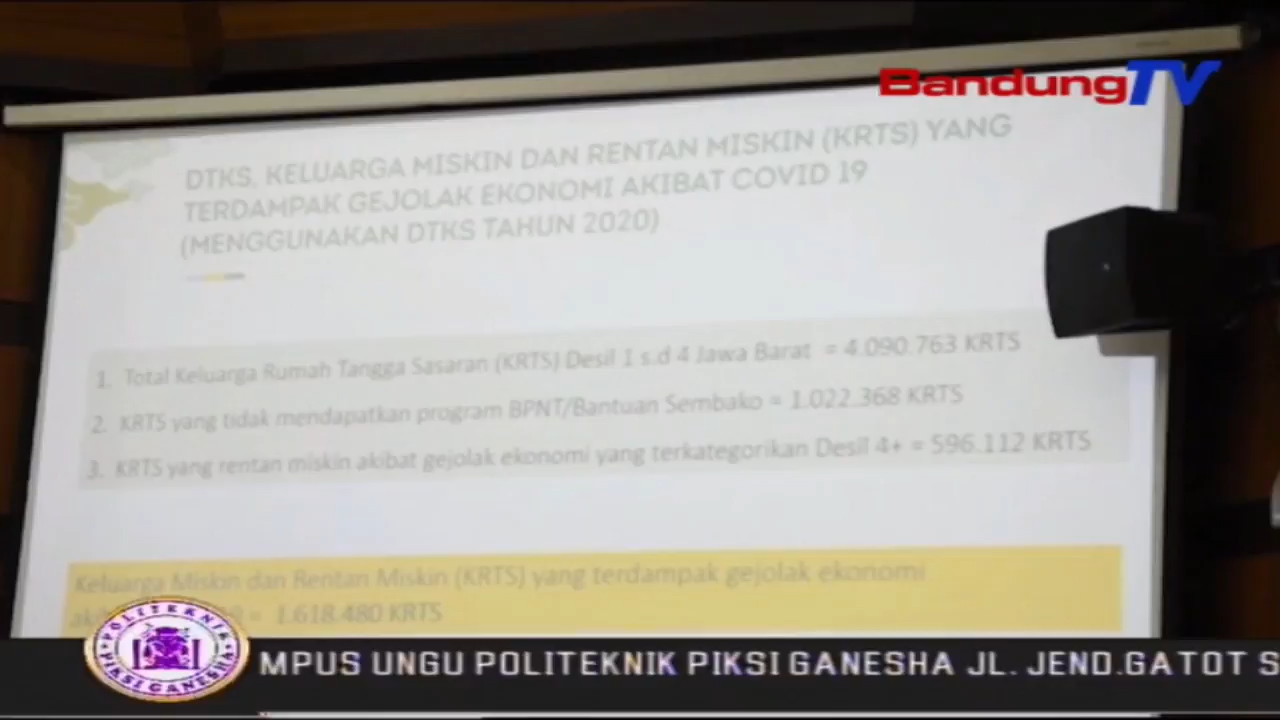 BandungTV
DTKS, KELUARGA MISKIN DAN RENTAN MISKIN (KRTS) YANG
TERDAMPAK GEJOLAK EKONOMI AKIBAT COVID 19
(MENGGUNAKAN DTKS TAHUN 2020)
1. Total Keluarga Rumah Tangga Sasaran (KRTS) Desil 1 s.d 4 Jawa Barat = 4.090.763 KRTS
2. KRTS yang tidak mendapatkan program BPNT/Bantuan Sembako = 1.022.368 KRTS
3. KRTS yang rentan miskin akibat gejolak ekonomi yang terkategorikan Desil 4+ = 596.112 KRTS
Keluarga Miskin dan Rentan Miskin (KRTS) yang terdampak gejolak ekonomi
= 1.618.480 KRTS
POLITEKNIK
PIKSI GANESHA
MPUS UNGU POLITEKNIK PIKSI GANESHA JL. JEND.GATOT S